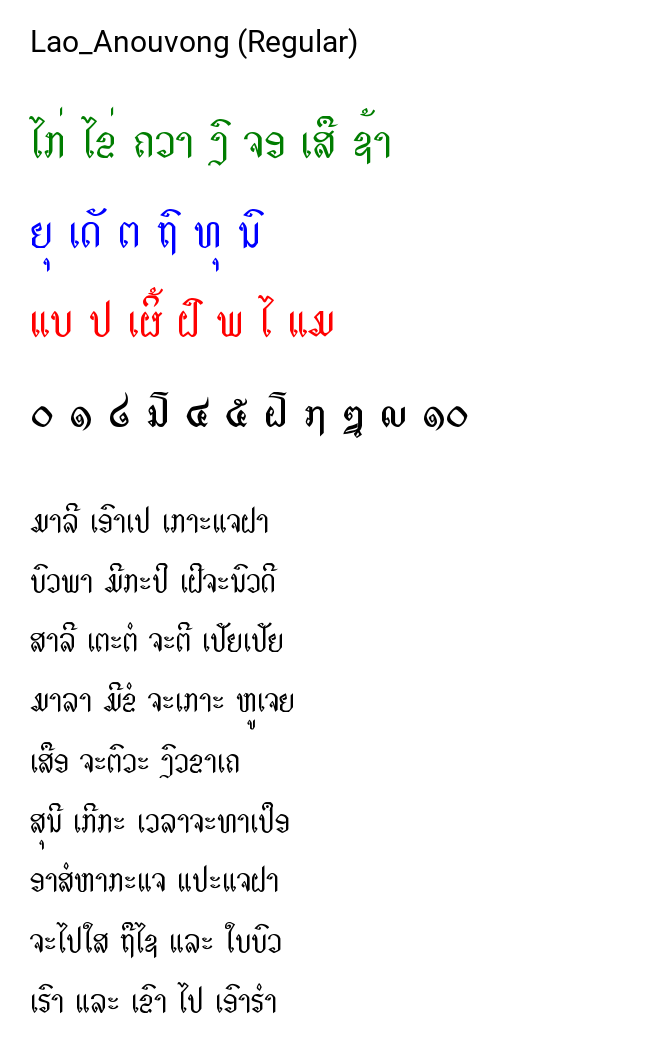 Lao_Anouvong (Regular)
ໄກ່ ໄຂ່ ຄວາ ງົ ຈອ ເສື ຊ້າ
ຍຸ ເດັ ຕ ຖົ ທຸ ນົ
ແບ ປ ເຜິ້ ຝົ ພ ໄ ແມ
໐ ໑ ໒ ໓ ໔ ໕ ໖ ໗ ໘ ໙ ໑໐
ມາລີ ເອົາເປ ເກາະແຈຝາ
ບົວພາ ມີກະປິ ເຝີຈະນົວດີ
ສາລີ ເຕະຕໍ ຈະຕີ ເປັຍເປັຍ
ມາລາ ມີຂໍ ຈະເກາະ ຫູເຈຍ
ເສືອ ຈະຕົວະ ງົວຂາເຄ
ສຸນີ ເກີກະ ເວລາຈະທາເປືອ
ອາສໍຫາກະແຈ ແປະແຈຝາ
ຈະໄປໃສ ຖືໄຊ ແລະ ໃບບົວ
ເຣົາ ແລະ ເຂົາ ໄປ ເອົາຣຳ